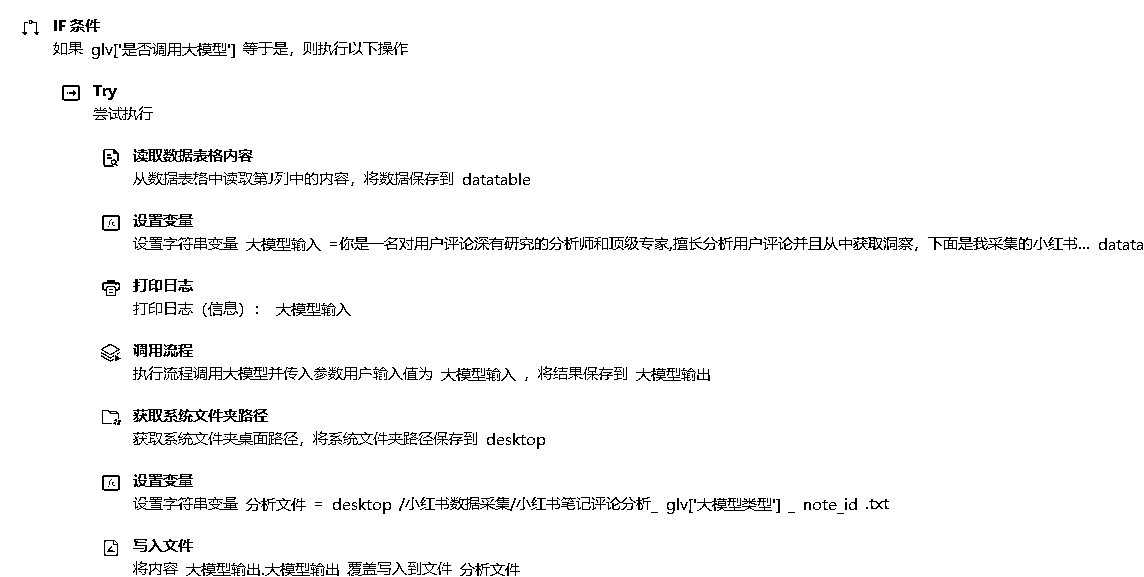 IF 条件
如果 glv['是否调用大模型'] 等于是，则执行以下操作
Try
尝试执行
读取数据表格内容
从数据表格中读取第J列中的内容，将数据保存到 datatable
设置变量
设置字符串变量 大模型输入 =你是一名对用户评论深有研究的分析师和顶级专家,擅长分析用户评论并且从中获取洞察，下面是我采集的小红书... datata
打印日志
打印日志（信息）： 大模型输入
调用流程
执行流程调用大模型并传入参数用户输入值为 大模型输入 ，将结果保存到 大模型输出
获取系统文件夹路径
获取系统文件夹桌面路径，将系统文件夹路径保存到 desktop
设置变量
设置字符串变量 分析文件 = desktop /小红书数据采集/小红书笔记评论分析_ glv['大模型类型'] _ note_id .txt
写入文件
将内容 大模型输出.大模型输出 覆盖写入到文件 分析文件